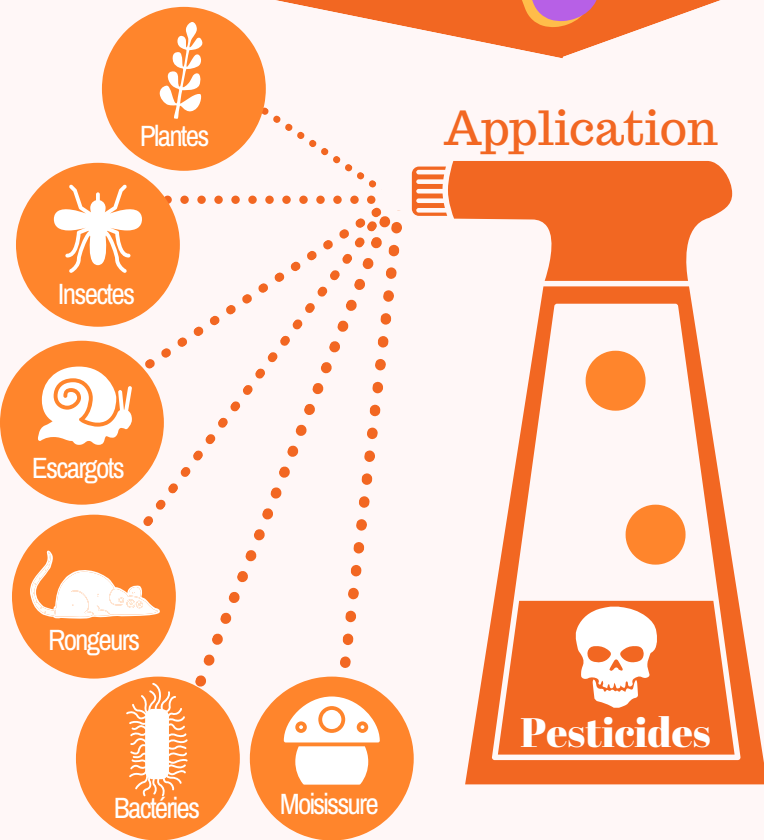 Application
Plantes
Insectes
Escargots
Rongeurs
Bactéries
Moisissure
Pesticides